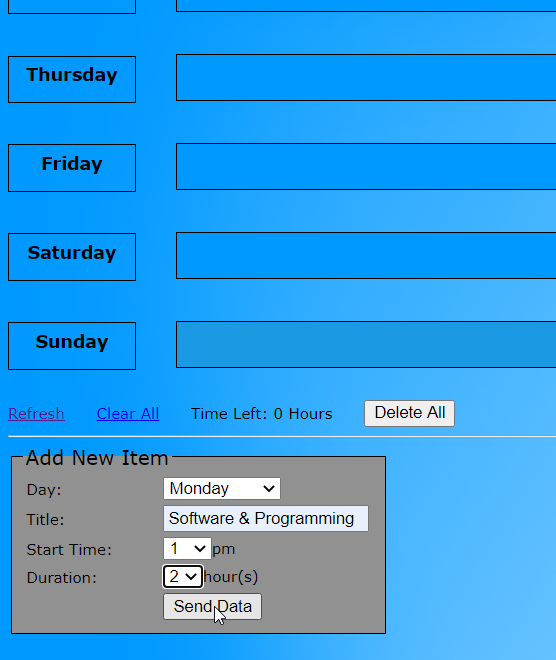 Thursday
Friday
Saturday
Sunday
Refresh Clear All Time Left: 0 Hours Delete All
Add New Item
Day: Monday
Title: Software & Programming
Start Time: 1 pm
Duration: 2 hour(s)
Send Data